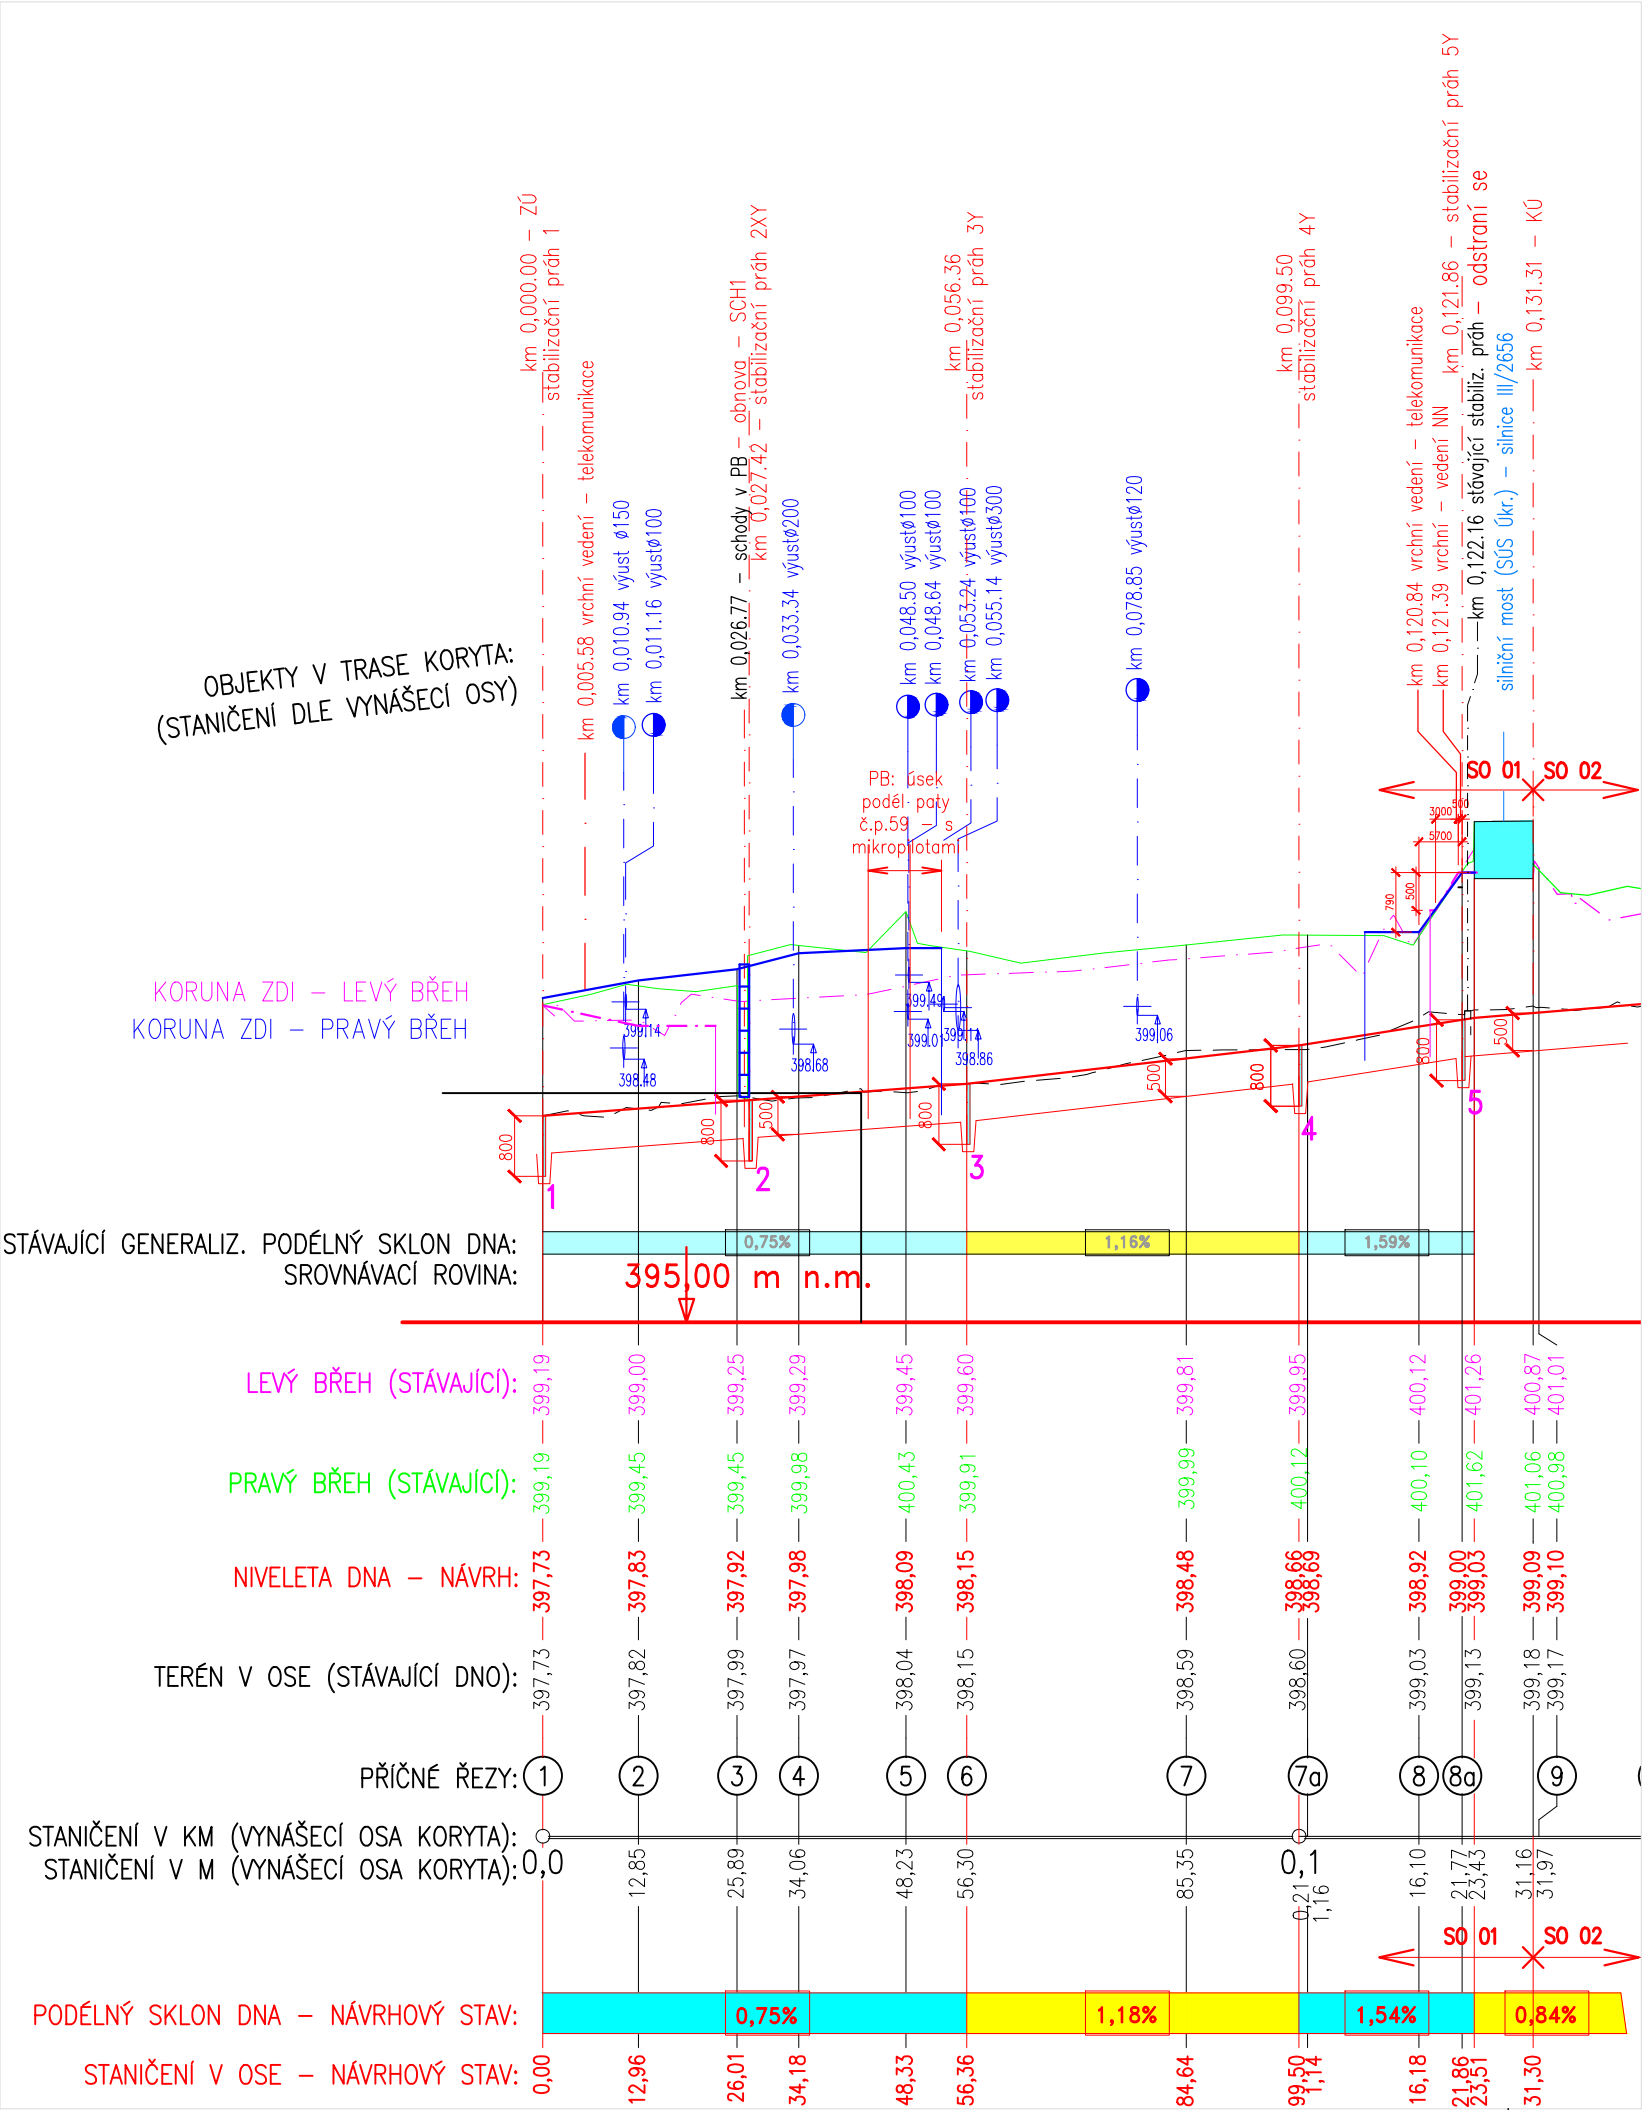 km 0,000.00 – ZÚ
stabilizační práh 1
km 0,005.58 vrchní vedení – telekomunikace
km 0,010.94 výust ø150
km 0,011.16 výustø100
km 0,026.77 – schody v PB – obnova – SCH1
km 0,027.42 – stabilizační práh 2XY
km 0,033.34 výustø200
km 0,048.50 výustø100
km 0,048.64 výustø100
km 0,053.24 výustø100
km 0,055.14 výustø300
km 0,056.36
stabilizační práh 3Y
km 0,078.85 výustø120
km 0,099.50
stabilizační práh 4Y
km 0,120.84 vrchní vedení – telekomunikace
km 0,121.39 vrchní – vedení NN
km 0,121.86 – stabilizační práh 5Y
km 0,122.16 stávající stabiliz. práh – odstraní se
silniční most (SÚS Úkr.) – silnice III/2656
km 0,131.31 – KÚ
OBJEKTY V TRASE KORYTA:
(STANIČENÍ DLE VYNÁŠECÍ OSY)
SO 01 SO 02
PB: úsek
podél paty
č.p.59 – s
mikropilotami
500
3000
5700
790
500
KORUNA ZDI – LEVÝ BŘEH
KORUNA ZDI – PRAVÝ BŘEH
399.14
398.48
398.68
399.49
399.01
399.17
398.86
399.06
800
800
500
800
500
800
800
500
1 2 3 4 5
STÁVAJÍCÍ GENERALIZ. PODÉLNÝ SKLON DNA: 0,75% 1,16% 1,59%
SROVNÁVACÍ ROVINA: 395,00 m n.m.
LEVÝ BŘEH (STÁVAJÍCÍ): 399,19 399,00 399,25 399,29 399,45 399,60 399,81 399,95 400,12 401,26 400,87 401,01
PRAVÝ BŘEH (STÁVAJÍCÍ): 399,19 399,45 399,45 399,98 400,43 399,91 399,99 400,12 400,10 401,62 401,06 400,98
NIVELETA DNA – NÁVRH: 397,73 397,83 397,92 397,98 398,09 398,15 398,48 398,66 398,69 398,92 399,00 399,03 399,09 399,10
TERÉN V OSE (STÁVAJÍCÍ DNO): 397,73 397,82 397,99 397,97 398,04 398,15 398,59 398,60 399,03 399,13 399,18 399,17
PŘÍČNÉ ŘEZY: 1 2 3 4 5 6 7 7a 8 8a 9
STANIČENÍ V KM (VYNÁŠECÍ OSA KORYTA): 0,0 0,1
STANIČENÍ V M (VYNÁŠECÍ OSA KORYTA): 12,85 25,89 34,06 48,23 56,30 85,35 0,21 1,16 16,10 21,77 23,43 31,16 31,97
SO 01 SO 02
PODÉLNÝ SKLON DNA – NÁVRHOVÝ STAV: 0,75% 1,18% 1,54% 0,84%
STANIČENÍ V OSE – NÁVRHOVÝ STAV: 0,00 12,96 26,01 34,18 48,33 56,36 84,64 99,50 1,14 16,18 21,86 23,51 31,30